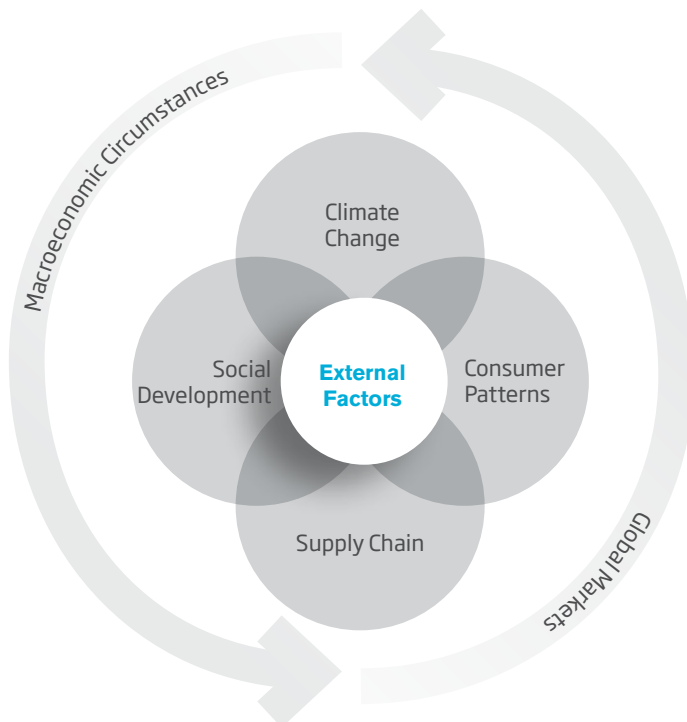 Macroeconomic Circumstances
Climate
Change
Social
Development
External
Factors
Consumer
Patterns
Supply Chain
Global Markets